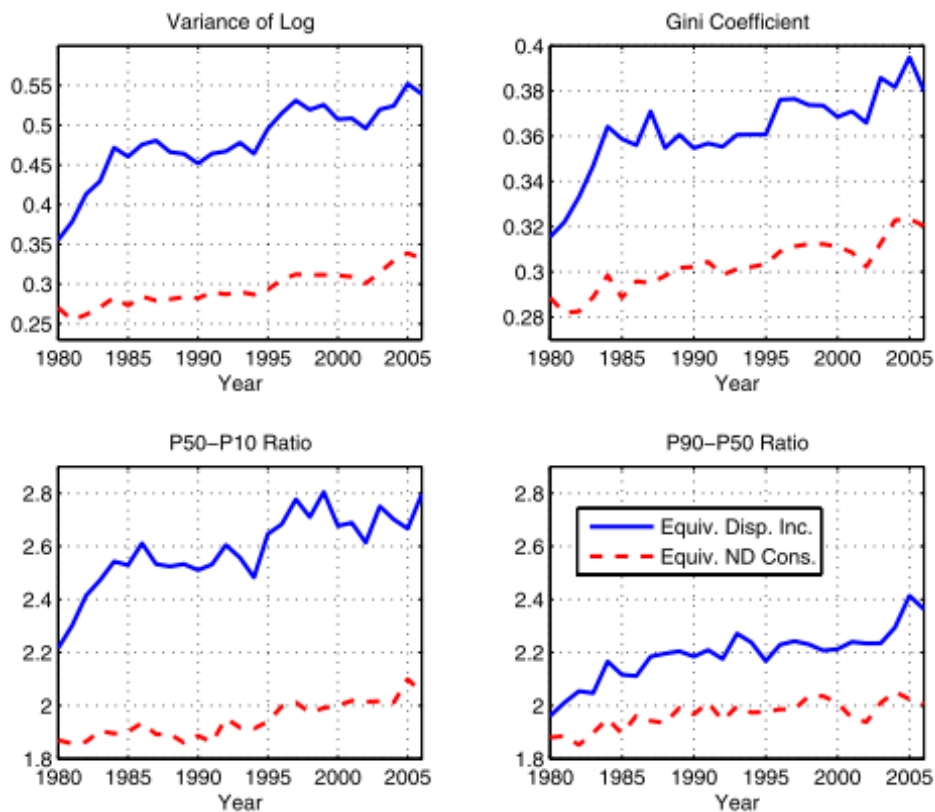 Variance of Log
0.55
0.5
0.45
0.4
0.35
0.3
0.25
1980 1985 1990 1995 2000 2005
Year
Gini Coefficient
0.4
0.38
0.36
0.34
0.32
0.3
0.28
1980 1985 1990 1995 2000 2005
Year
P50–P10 Ratio
2.8
2.6
2.4
2.2
2
1.8
1980 1985 1990 1995 2000 2005
Year
P90–P50 Ratio
2.8
2.6
2.4
2.2
2
1.8
Equiv. Disp. Inc.
Equiv. ND Cons.
1980 1985 1990 1995 2000 2005
Year